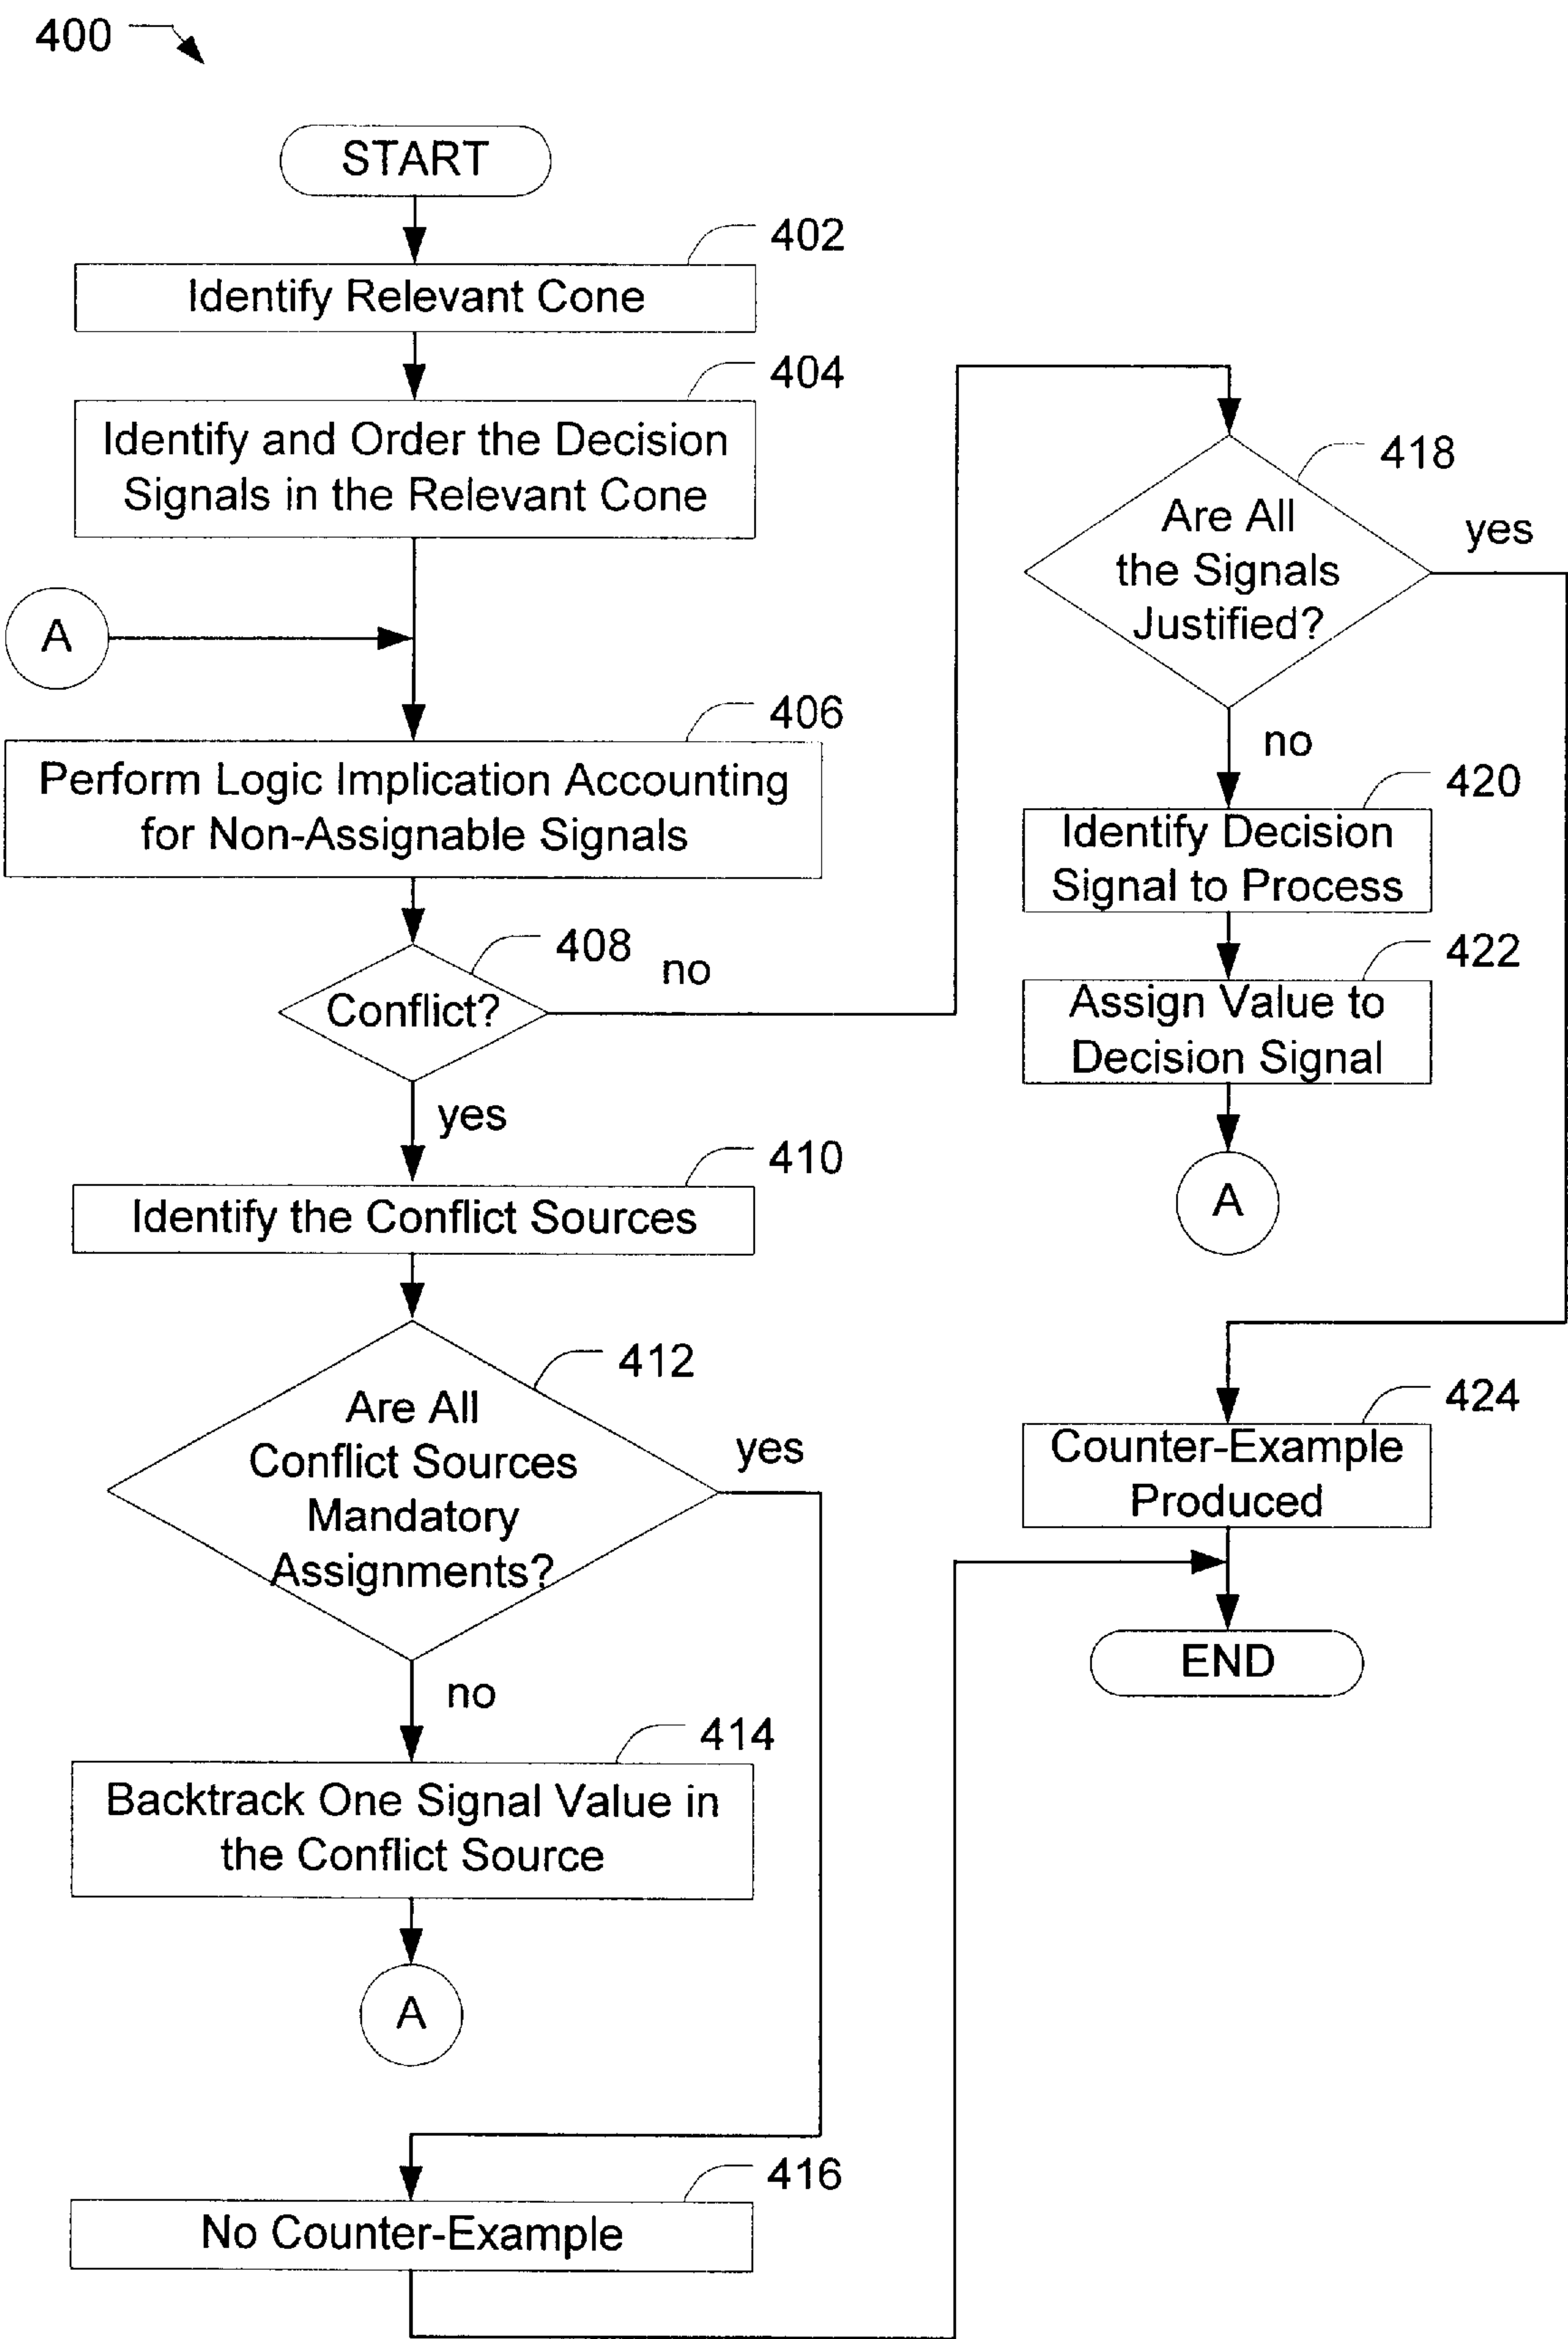 400
START
402
Identify Relevant Cone
404
Identify and Order the Decision
Signals in the Relevant Cone
A
406
Perform Logic Implication Accounting
for Non-Assignable Signals
408
no
Conflict?
yes
410
Identify the Conflict Sources
412
Are All
Conflict Sources
Mandatory
Assignments?
yes
no
414
Backtrack One Signal Value in
the Conflict Source
A
416
No Counter-Example
418
Are All
the Signals
Justified?
yes
no
420
Identify Decision
Signal to Process
422
Assign Value to
Decision Signal
A
424
Counter-Example
Produced
END